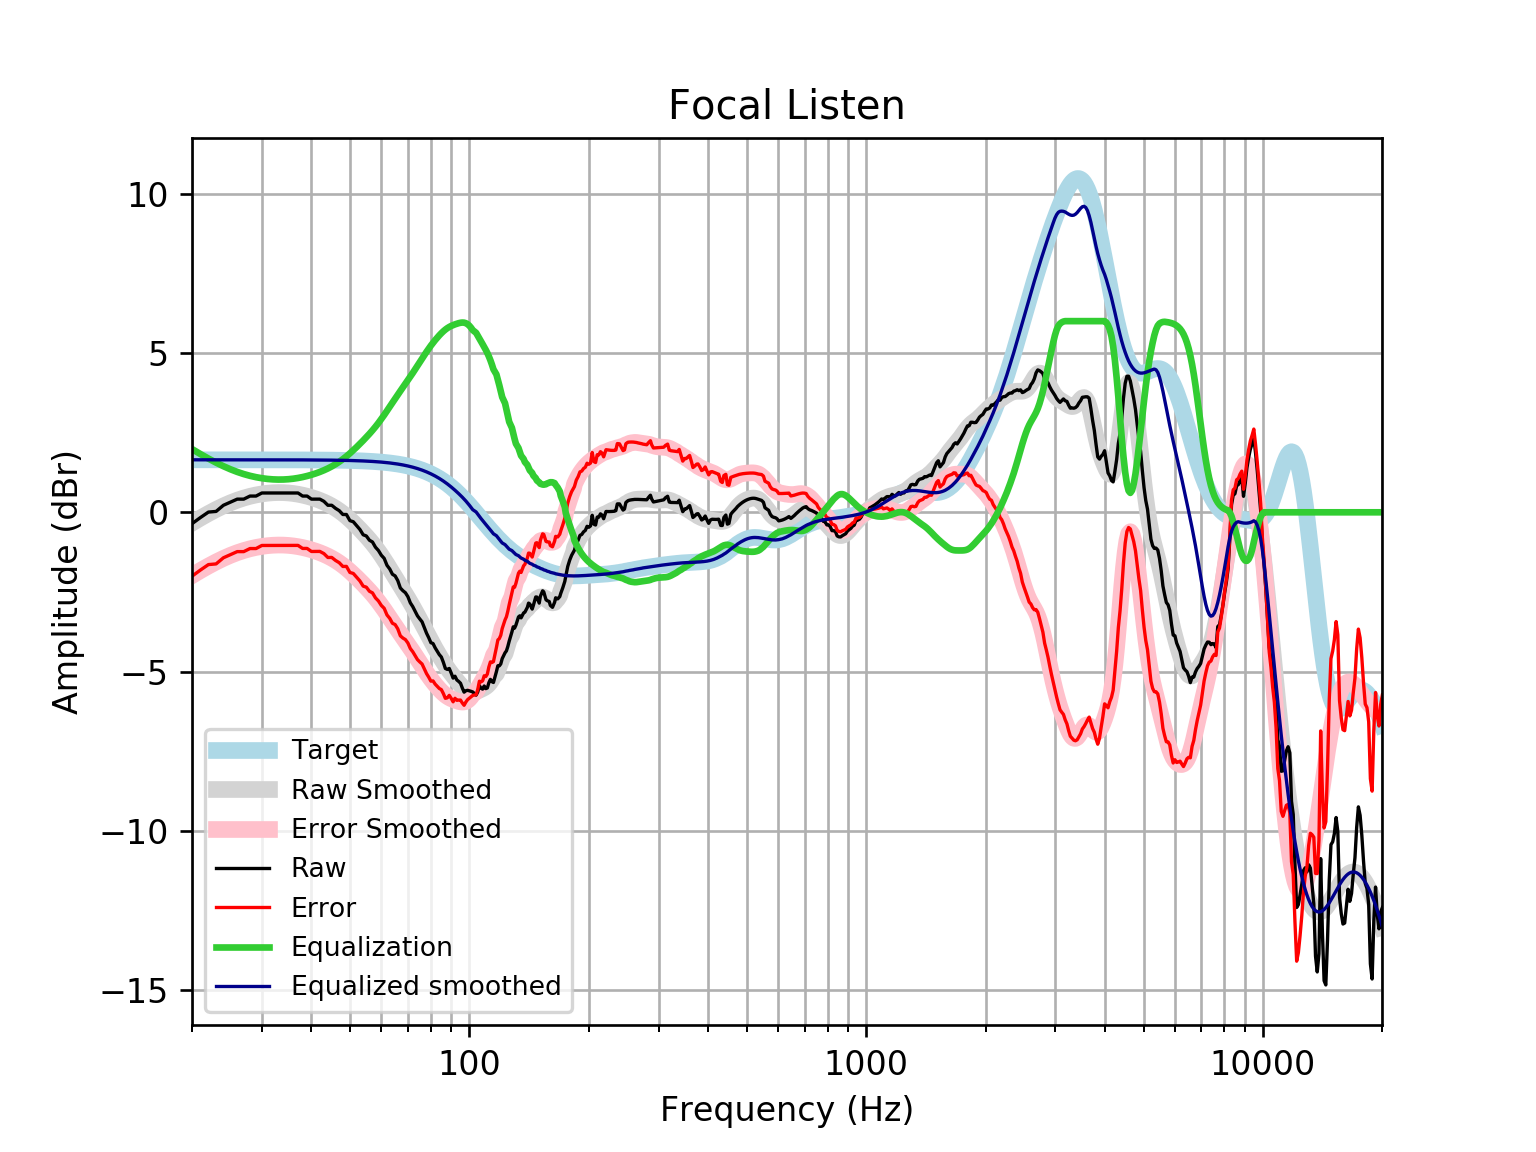 Focal Listen
10
5
0
−5
−10
−15
Amplitude (dBr)
Target
Raw Smoothed
Error Smoothed
Raw
Error
Equalization
Equalized smoothed
100 1000 10000
Frequency (Hz)